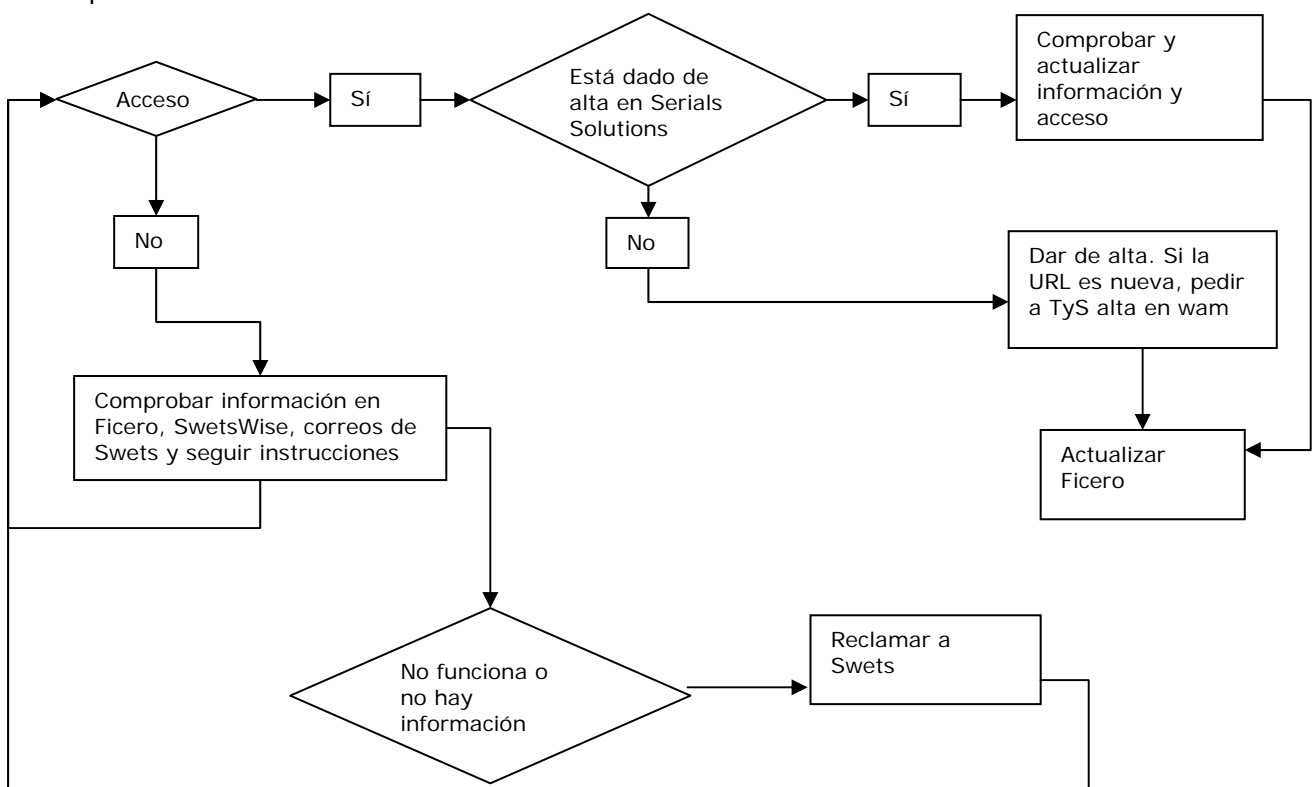 Acceso
Sí
Está dado de
alta en Serials
Solutions
Sí
Comprobar y
actualizar
información y
acceso
No
No
Dar de alta. Si la
URL es nueva, pedir
a TyS alta en wam
Comprobar información en
Ficero, SwetsWise, correos de
Swets y seguir instrucciones
Actualizar
Ficero
No funciona o
no hay
información
Reclamar a
Swets